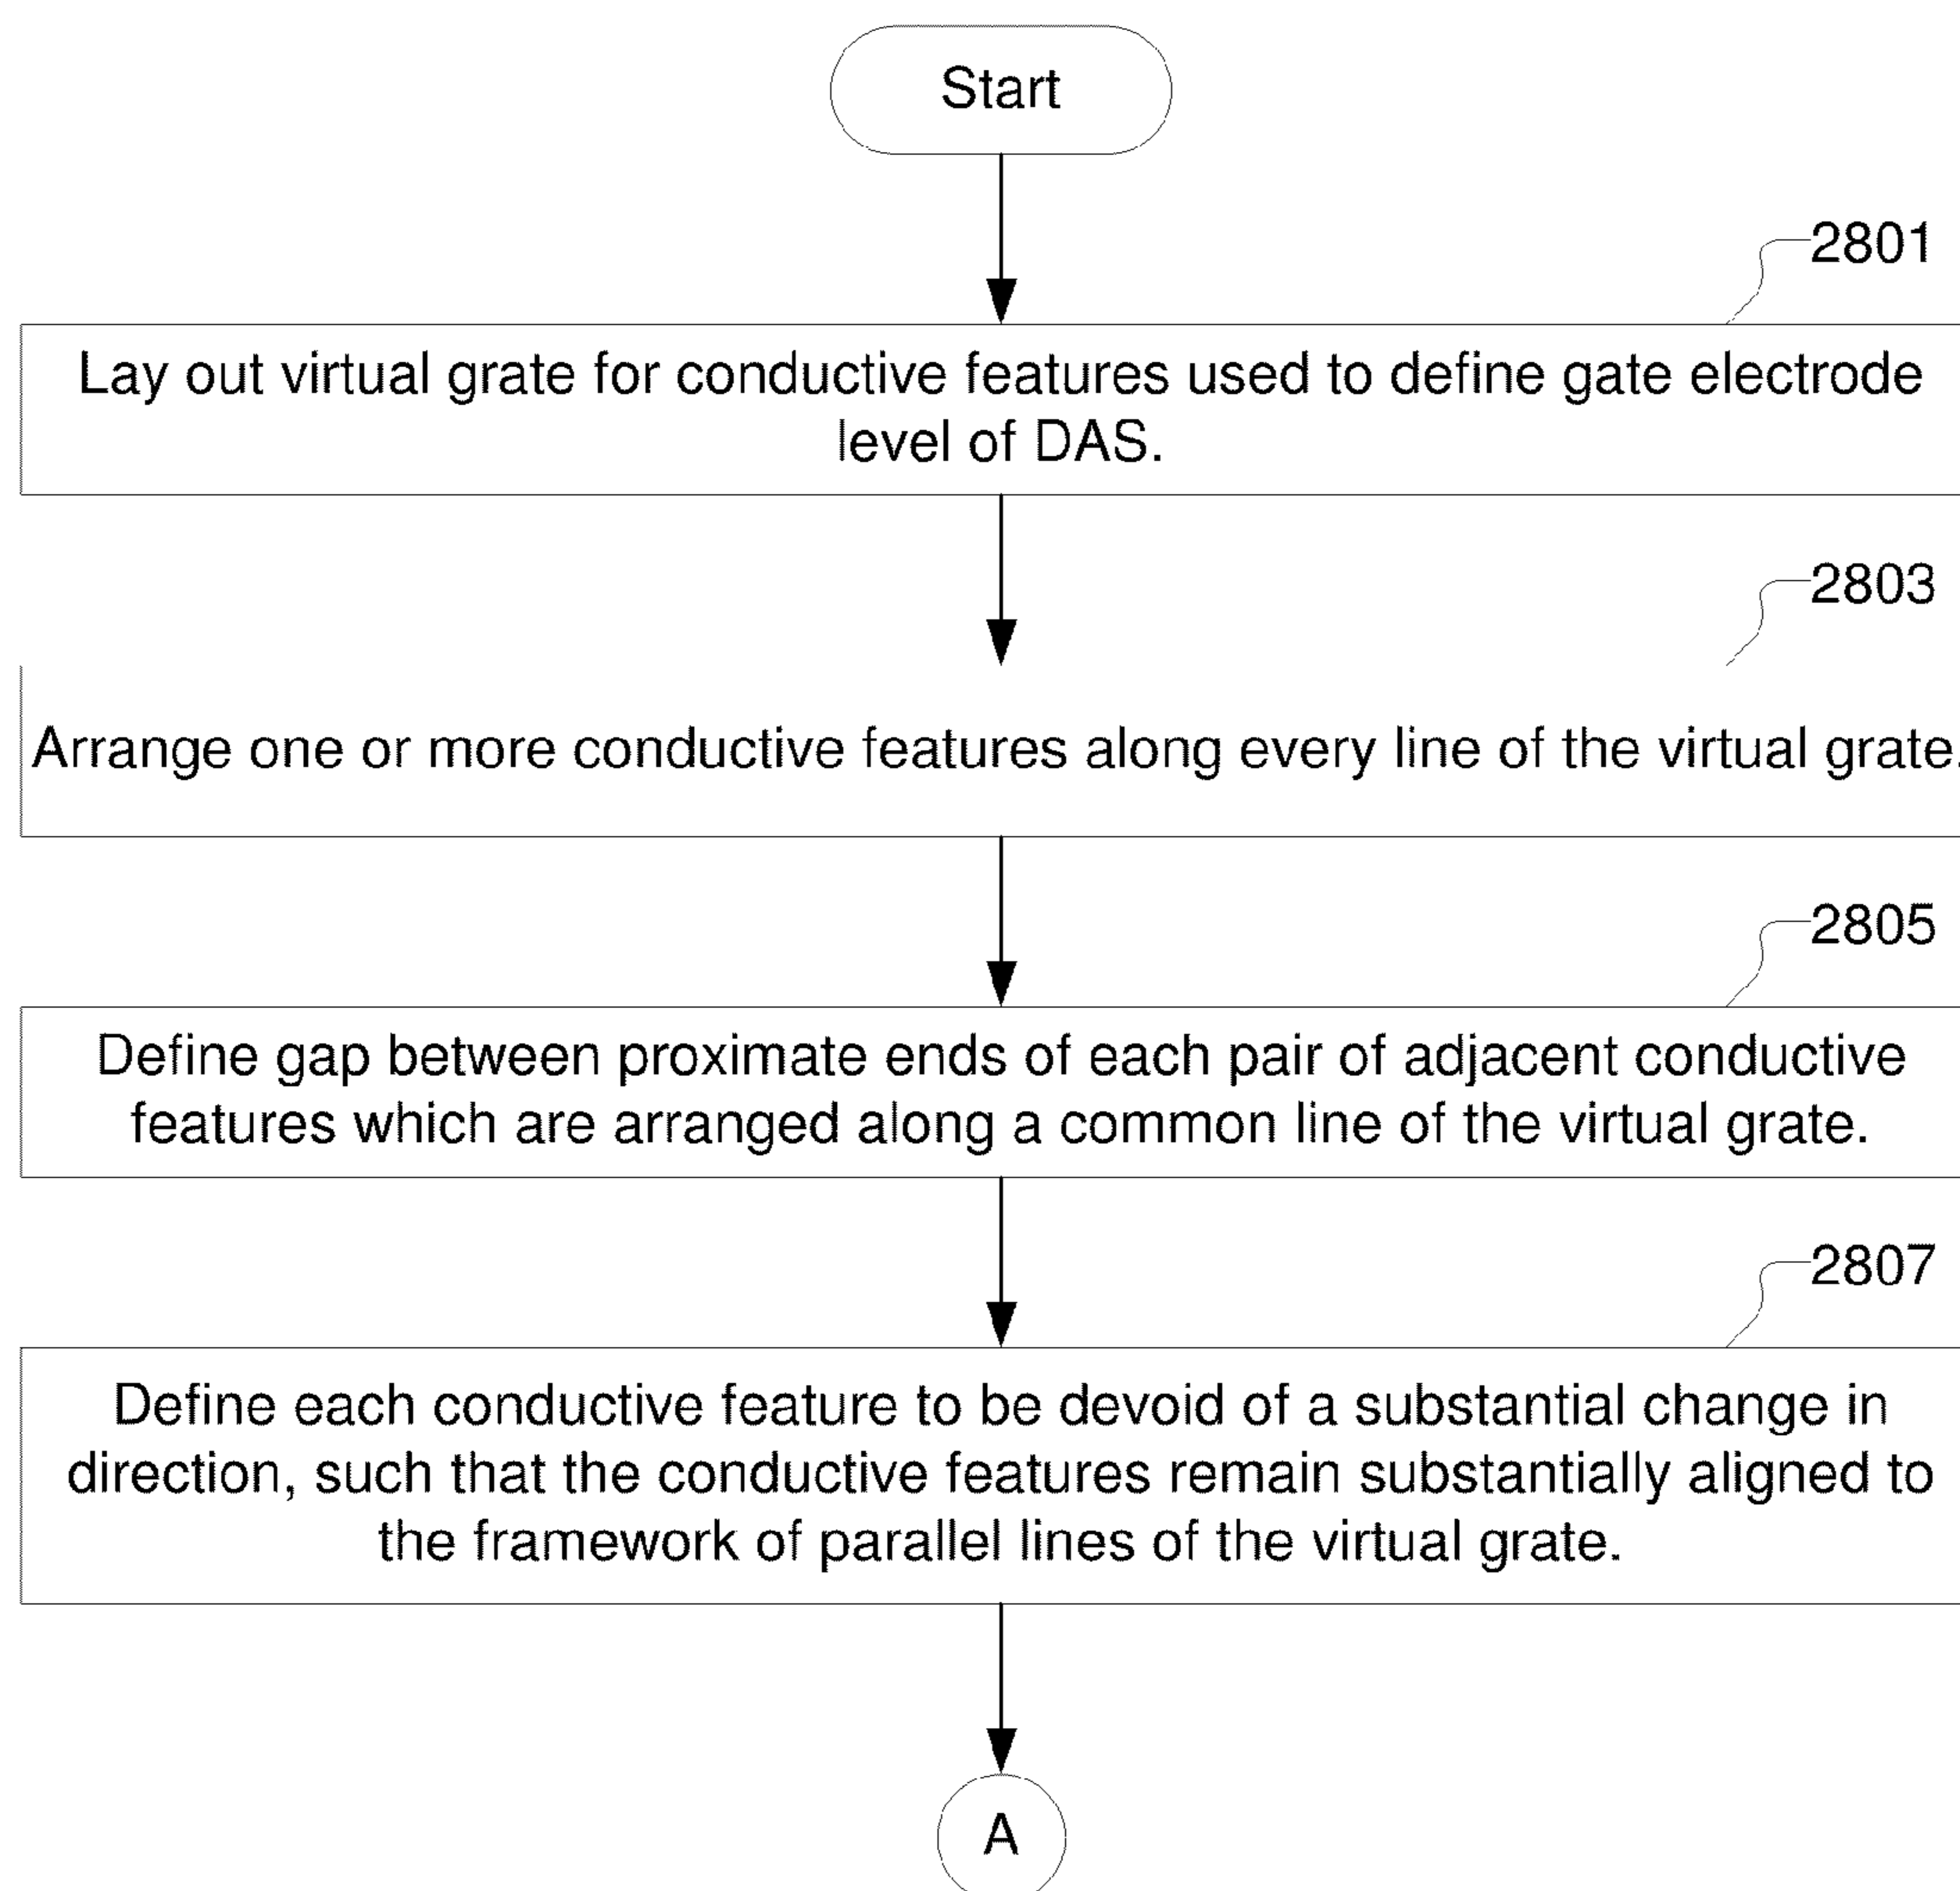 Start
2801
Lay out virtual grate for conductive features used to define gate electrode
level of DAS.
2803
Arrange one or more conductive features along every line of the virtual grate.
2805
Define gap between proximate ends of each pair of adjacent conductive
features which are arranged along a common line of the virtual grate.
2807
Define each conductive feature to be devoid of a substantial change in
direction, such that the conductive features remain substantially aligned to
the framework of parallel lines of the virtual grate.
A